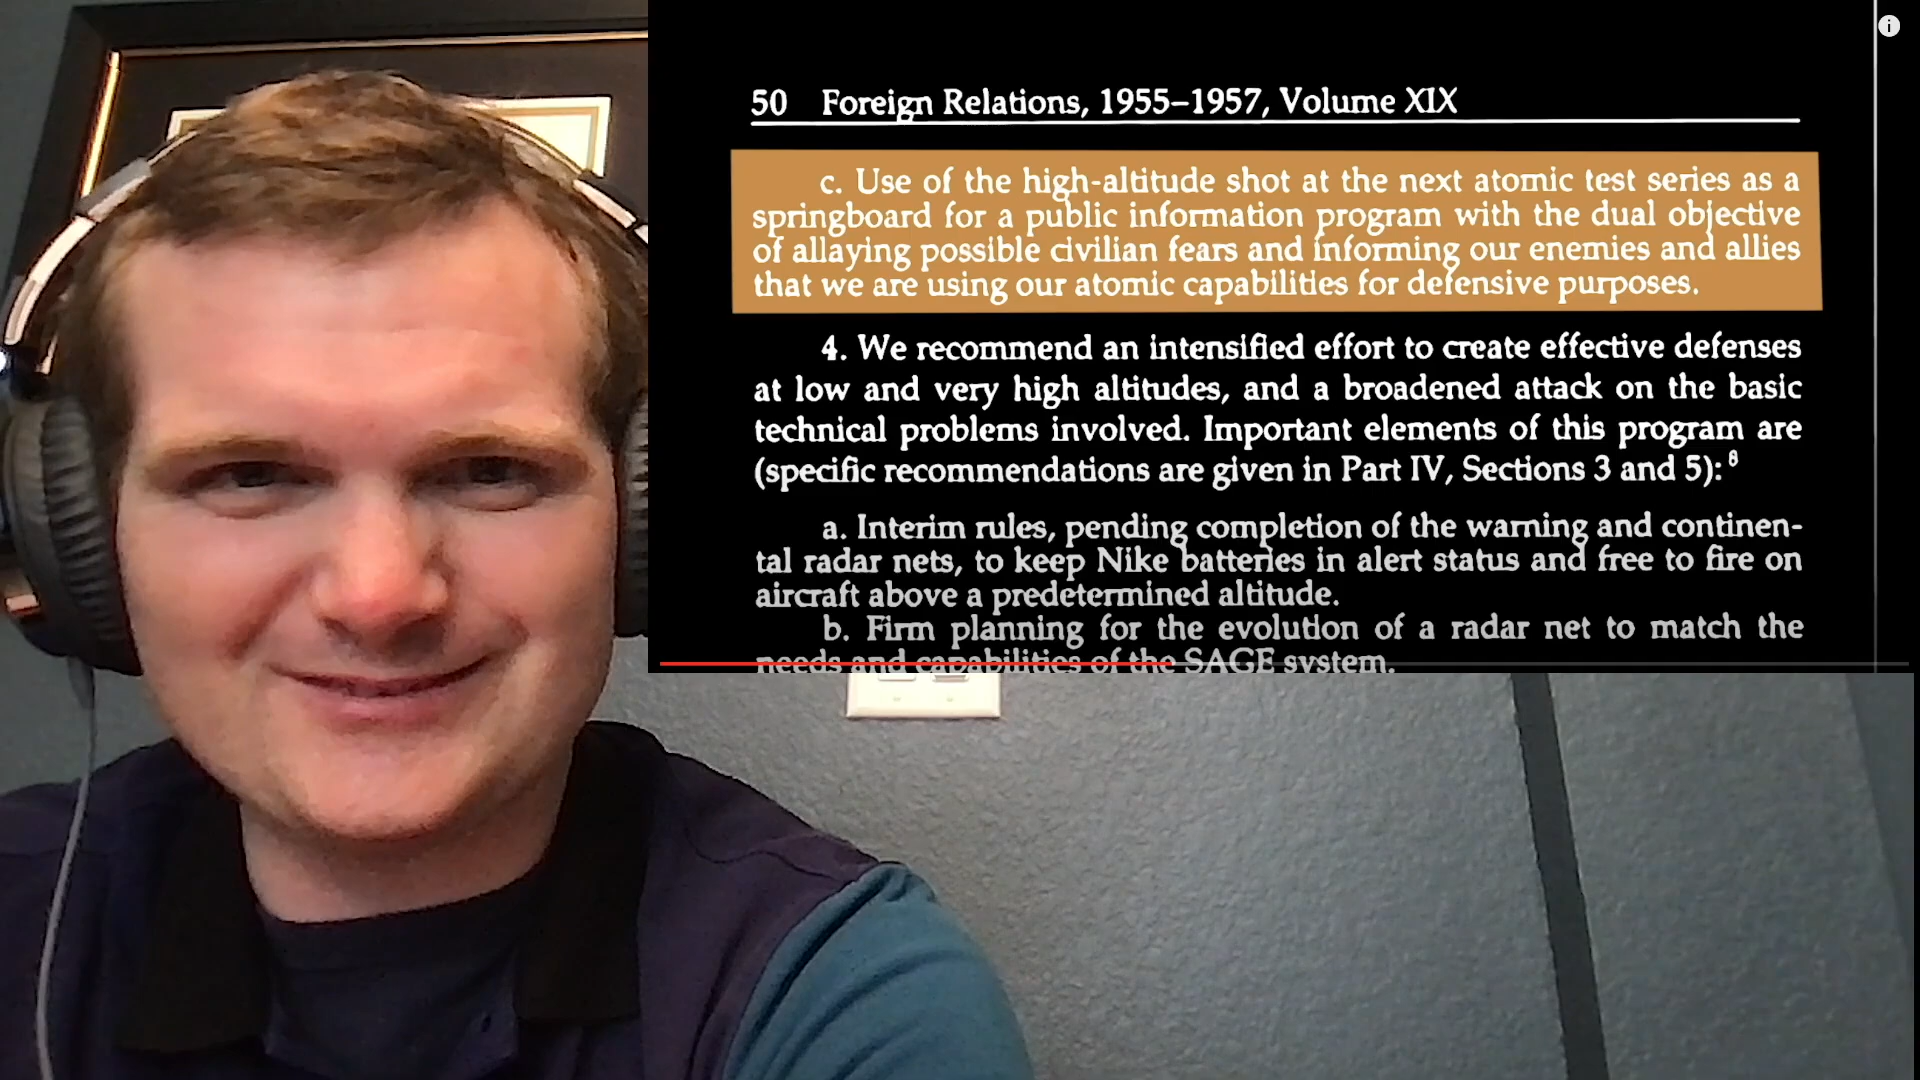 50 Foreign Relations, 1955–1957, Volume XIX
c. Use of the high-altitude shot at the next atomic test series as a
springboard for a public information program with the dual objective
of allaying possible civilian fears and informing our enemies and allies
that we are using our atomic capabilities for defensive purposes.
4. We recommend an intensified effort to create effective defenses
at low and very high altitudes, and a broadened attack on the basic
technical problems involved. Important elements of this program are
(specific recommendations are given in Part IV, Sections 3 and 5): 8
a. Interim rules, pending completion of the warning and continen-
tal radar nets, to keep Nike batteries in alert status and free to fire on
aircraft above a predetermined altitude.
b. Firm planning for the evolution of a radar net to match the
needs and capabilities of the SAGE system.